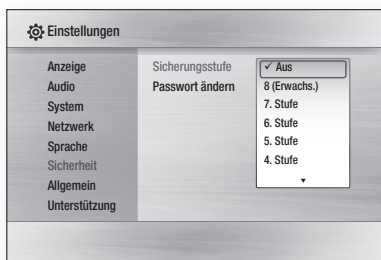 Einstellungen
Anzeige
Audio
System
Netzwerk
Sprache
Sicherheit
Allgemein
Unterstützung
Sicherungsstufe
Passwort ändern
✓ Aus
8 (Erwachs.)
7. Stufe
6. Stufe
5. Stufe
4. Stufe